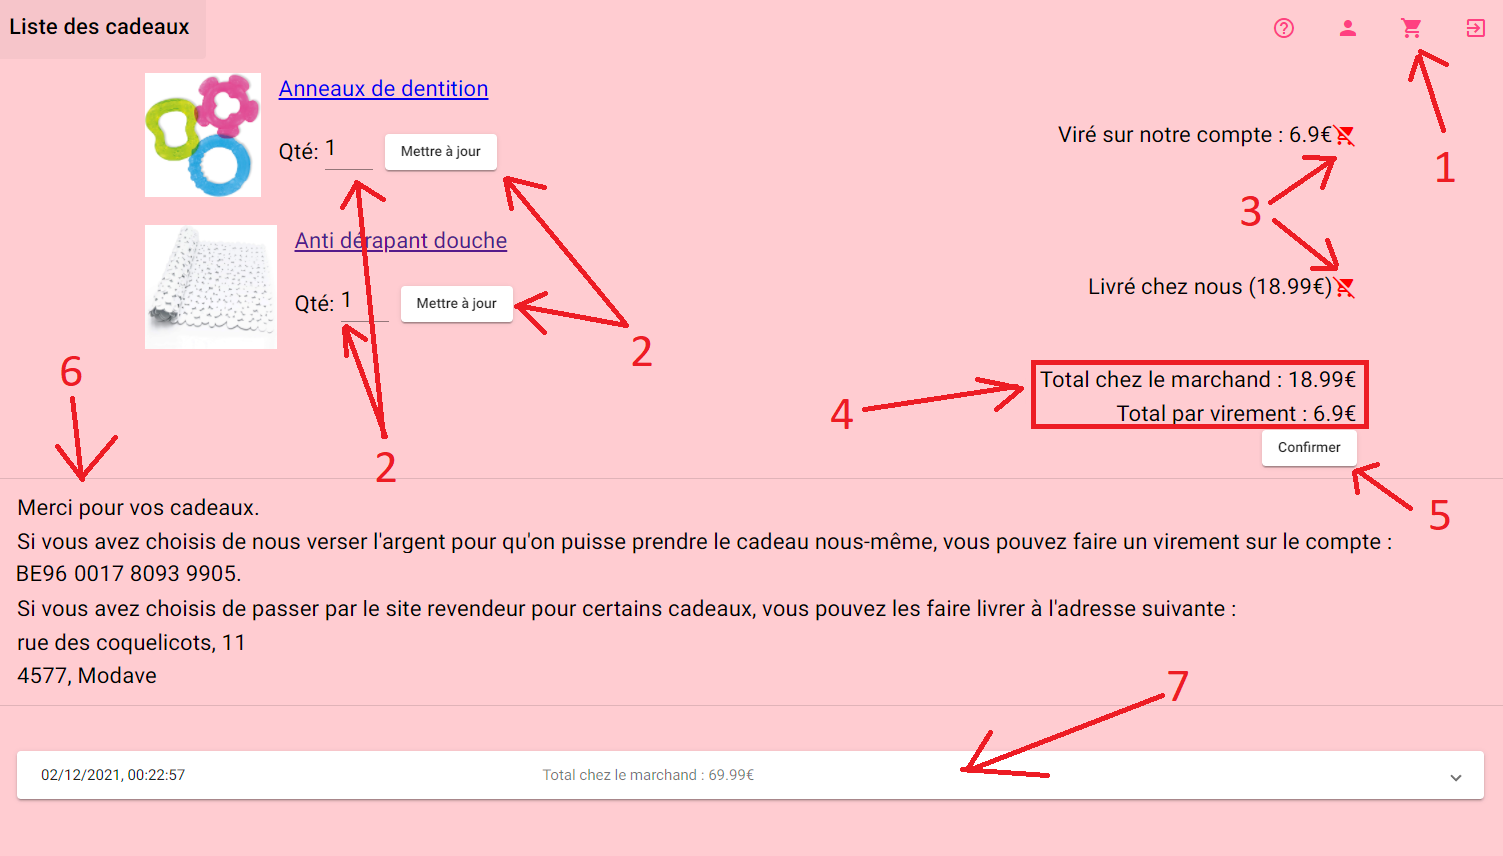 Liste des cadeaux
Anneaux de dentition
Qté: 1 Mettre à jour
Viré sur notre compte : 6.9€
1
3
Anti dérapant douche
Qté: 1 Mettre à jour
Livré chez nous (18.99€)
2
6
Total chez le marchand : 18.99€
4
Total par virement : 6.9€
Confirmer
2
5
Merci pour vos cadeaux.
Si vous avez choisis de nous verser l'argent pour qu'on puisse prendre le cadeau nous-même, vous pouvez faire un virement sur le compte :
BE96 0017 8093 9905.
Si vous avez choisis de passer par le site revendeur pour certains cadeaux, vous pouvez les faire livrer à l'adresse suivante :
rue des coquelicots, 11
4577, Modave
7
02/12/2021, 00:22:57 Total chez le marchand : 69.99€